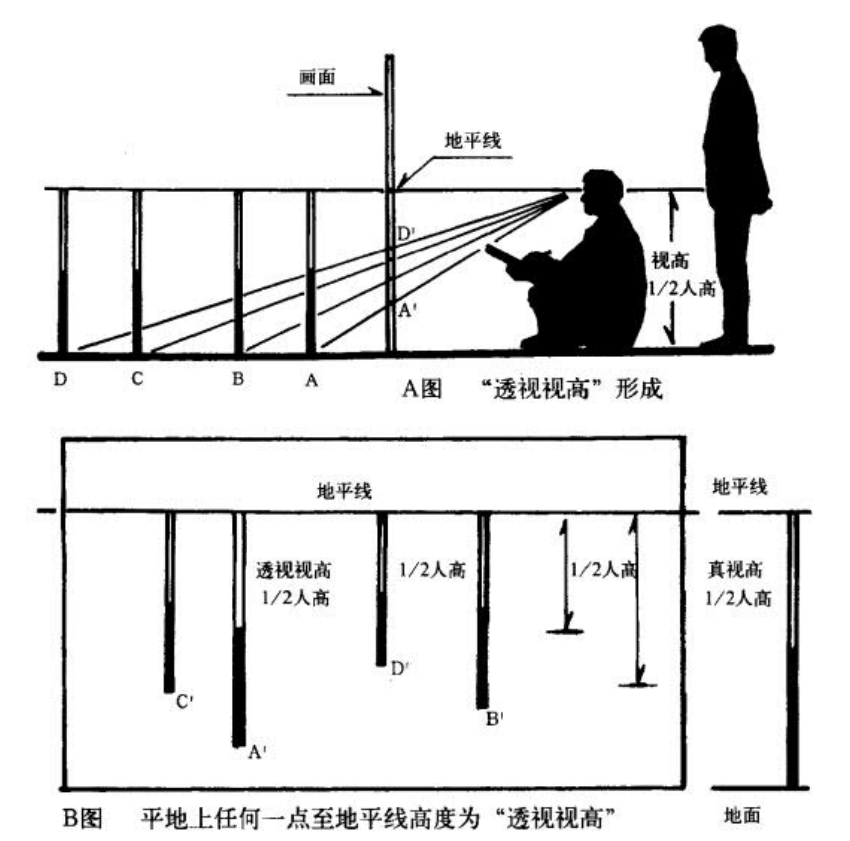 画面
地平线
D'
视高
1/2人高
A'
D
C
B
A
A图 “透视视高”形成
地平线
地平线
透视视高
1/2人高
1/2人高
1/2人高
真视高
1/2人高
C'
A'
D'
B'
B图 平地上任何一点至地平线高度为“透视视高”
地面